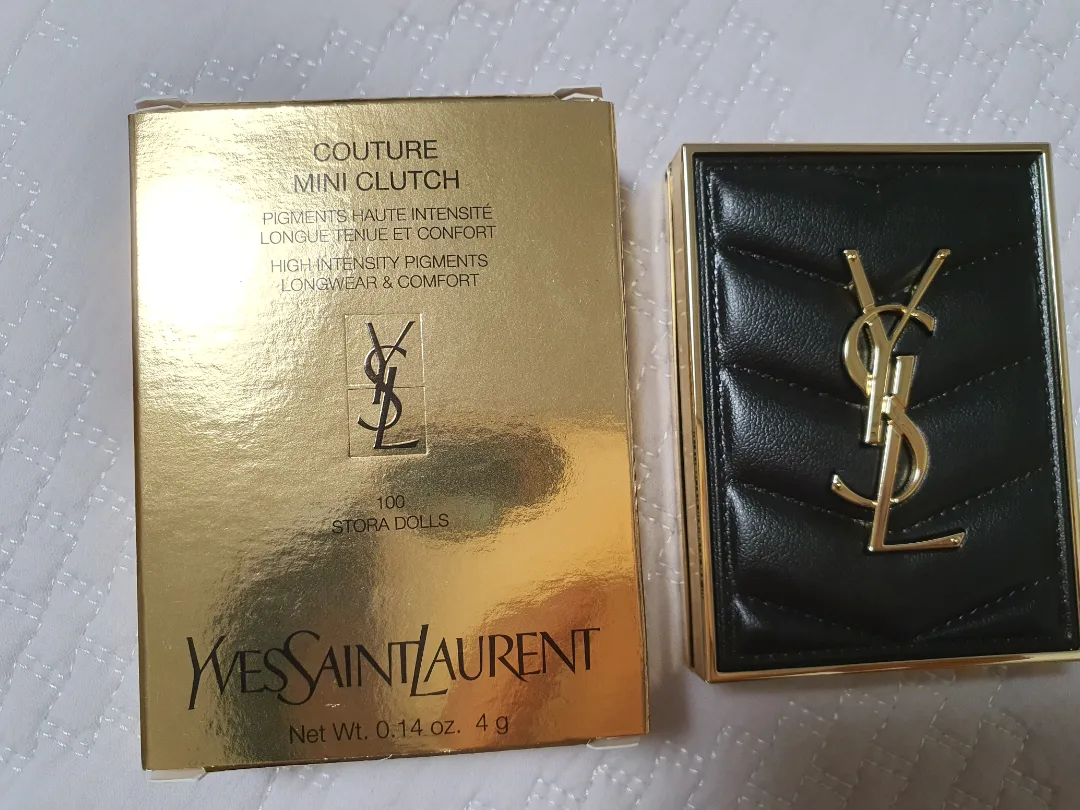 COUTURE
MINI CLUTCH
PIGMENTS HAUTE INTENSITÉ
LONGUE TENUE ET CONFORT
HIGH-INTENSITY PIGMENTS
LONGWEAR & COMFORT
YSL
100
STORA DOLLS
YVESSAINTLAURENT
Net Wt. 0.14 oz. 4 g
YSL